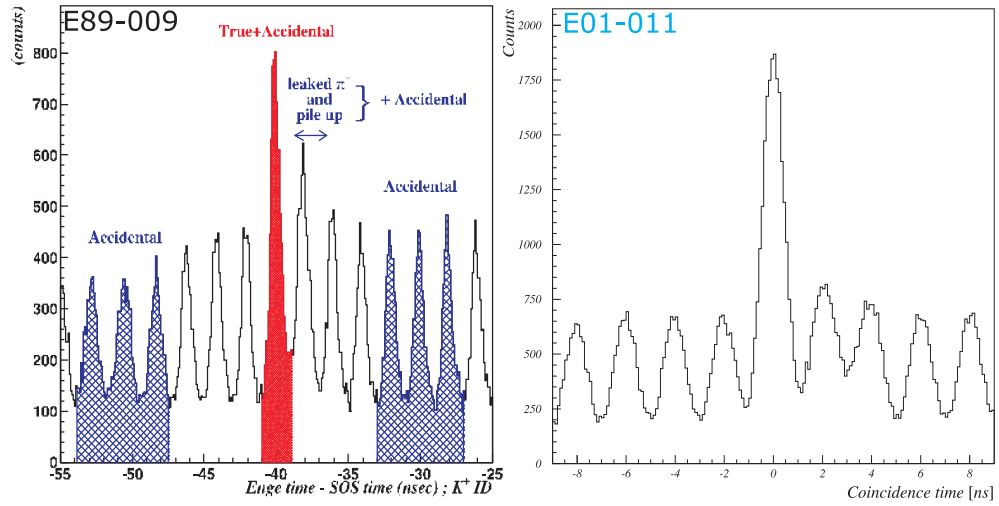 E89-009
(counts)
True+Accidental
leaked π⁻
and
pile up
+ Accidental
Accidental
Accidental
800
700
600
500
400
300
200
100
0
-55 -50 -45 -40 -35 -30 -25
Enge time - SOS time (nsec) ; K⁺ ID
E01-011
Counts
2000
1750
1500
1250
1000
750
500
250
0
-8 -6 -4 -2 0 2 4 6 8
Coincidence time [ns]